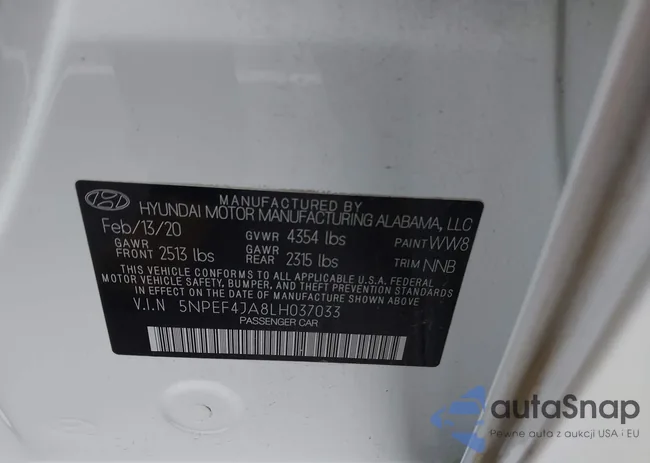 MANUFACTURED BY
HYUNDAI MOTOR MANUFACTURING ALABAMA, LLC
Feb/13/20 GVWR 4354 lbs PAINT WW8
GAWR FRONT 2513 lbs GAWR REAR 2315 lbs TRIM NNB
THIS VEHICLE CONFORMS TO ALL APPLICABLE U.S.A. FEDERAL
MOTOR VEHICLE SAFETY, BUMPER, AND THEFT PREVENTION
STANDARDS IN EFFECT ON THE DATE OF MANUFACTURE SHOWN ABOVE.
V.I.N 5NPEF4JA8LH037033
PASSENGER CAR
autaSnap
Pewne auta z aukcji USA i EU